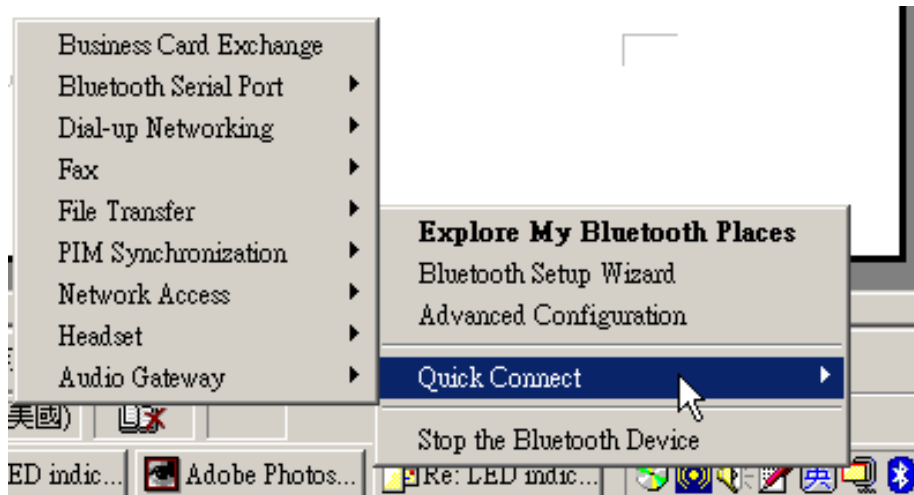 Business Card Exchange
Bluetooth Serial Port
Dial-up Networking
Fax
File Transfer
PIM Synchronization
Network Access
Headset
Audio Gateway
Explore My Bluetooth Places
Bluetooth Setup Wizard
Advanced Configuration
Quick Connect
Stop the Bluetooth Device
美國)
ED indic...
Adobe Photos...
Re: LED indic...
英